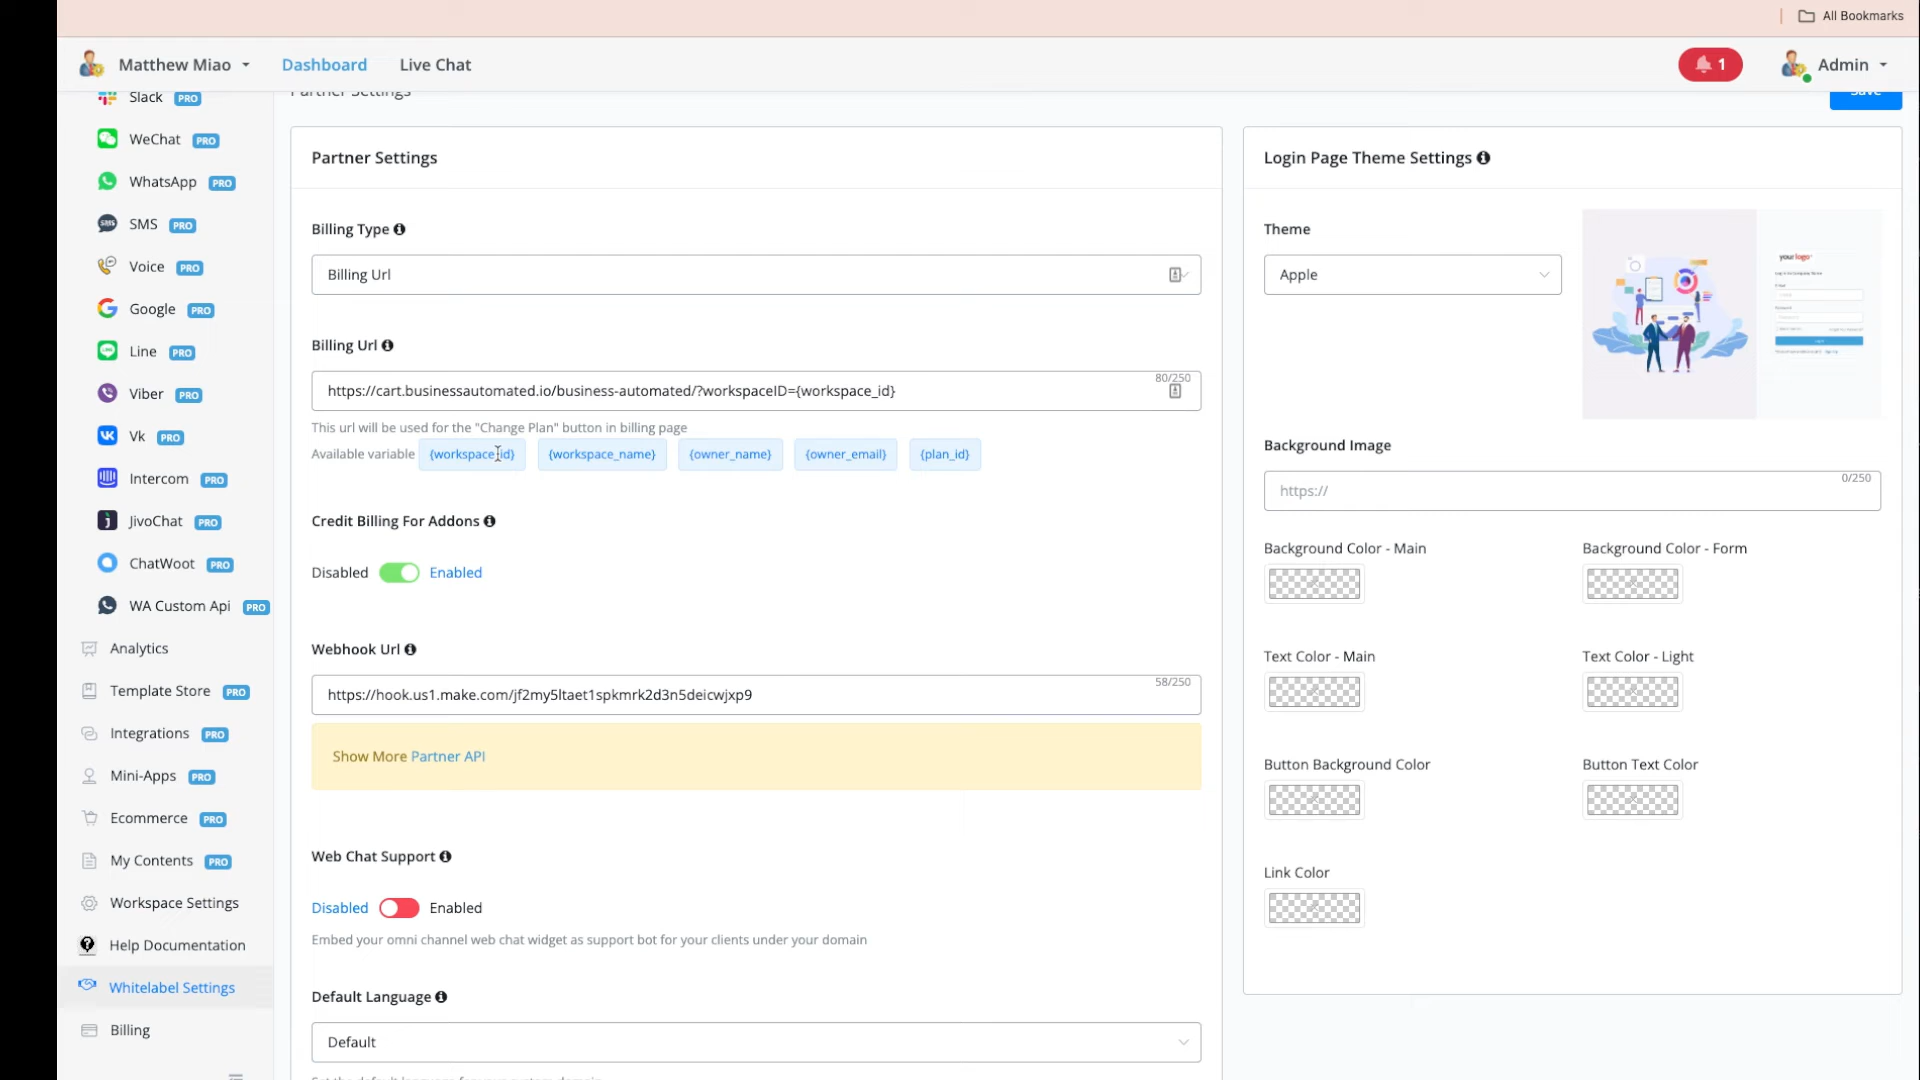 All Bookmarks
Matthew Miao
Dashboard
Live Chat
1
Admin
Slack PRO
WeChat PRO
WhatsApp PRO
SMS PRO
Voice PRO
Google PRO
Line PRO
Viber PRO
Vk PRO
Intercom PRO
JivoChat PRO
ChatWoot PRO
WA Custom Api PRO
Analytics
Template Store PRO
Integrations PRO
Mini-Apps PRO
Ecommerce PRO
My Contents PRO
Workspace Settings
Help Documentation
Whitelabel Settings
Billing
Partner Settings
Save
Partner Settings
Billing Type
Billing Url
Billing Url
80/250
https://cart.businessautomated.io/business-automated/?workspaceID={workspace_id}
This url will be used for the "Change Plan" button in billing page
Available variable {workspace_id} {workspace_name} {owner_name} {owner_email} {plan_id}
Credit Billing For Addons
Disabled Enabled
Webhook Url
58/250
https://hook.us1.make.com/jf2my5ltaet1spkmrk2d3n5deicwjxp9
Show More Partner API
Web Chat Support
Disabled Enabled
Embed your omni channel web chat widget as support bot for your clients under your domain
Default Language
Default
Login Page Theme Settings
Theme
Apple
your logo
Background Image
0/250
https://
Background Color - Main
Background Color - Form
Text Color - Main
Text Color - Light
Button Background Color
Button Text Color
Link Color